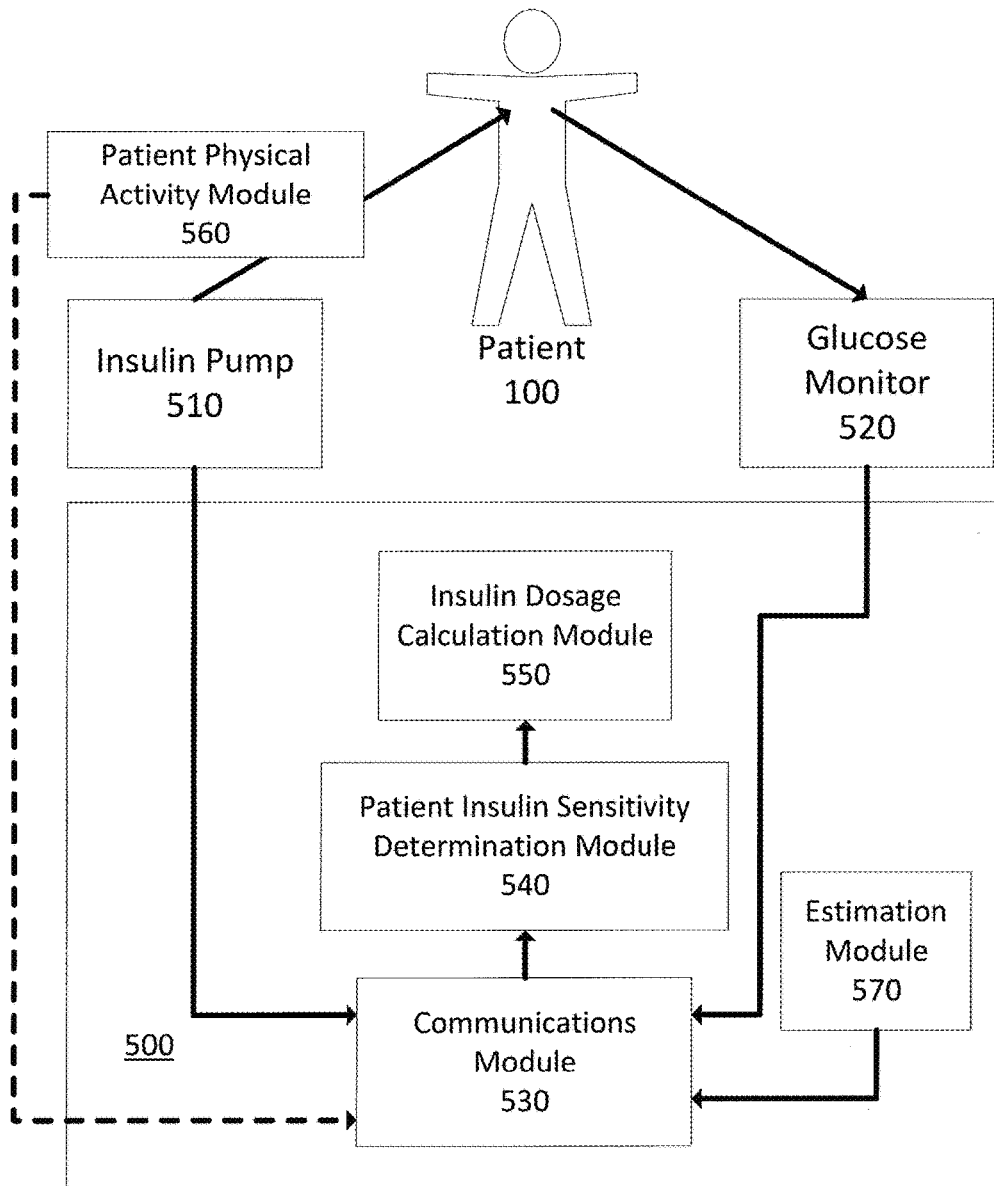 Patient Physical
Activity Module
560
Insulin Pump
510
Patient
100
Glucose
Monitor
520
Insulin Dosage
Calculation Module
550
Patient Insulin Sensitivity
Determination Module
540
Estimation
Module
570
Communications
Module
530
500